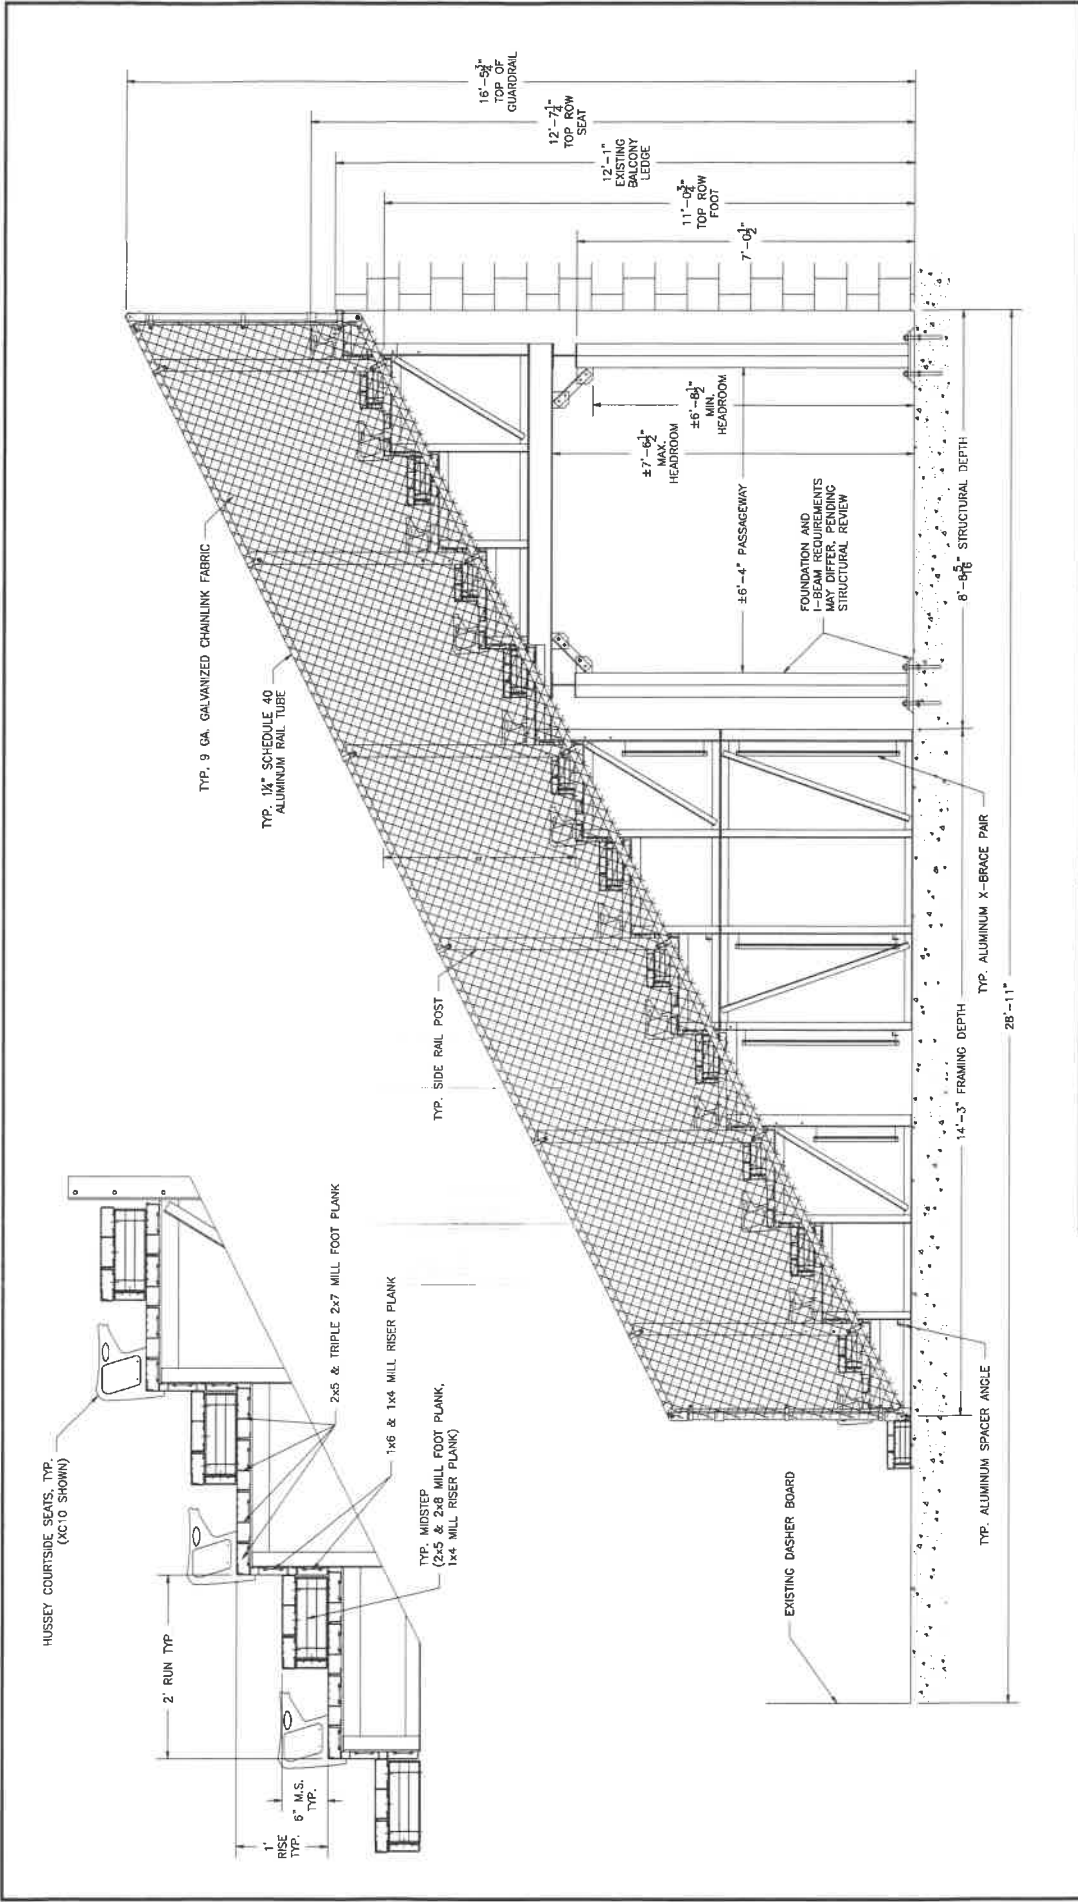 HUSSEY COURTSIDE SEATS, TYP.
(XC10 SHOWN)
2' RUN TYP
1'
RISE
TYP.
6" M.S.
TYP.
2x5 & TRIPLE 2x7 MILL FOOT PLANK
1x6 & 1x4 MILL RISER PLANK
TYP. MIDSTEP
(2x5 & 2x8 MILL FOOT PLANK,
1x4 MILL RISER PLANK)
TYP. 9 GA. GALVANIZED CHAINLINK FABRIC
TYP. 1¼" SCHEDULE 40
ALUMINUM RAIL TUBE
TYP. SIDE RAIL POST
16'-5¾"
TOP OF
GUARDRAIL
12'-7¼"
TOP ROW
SEAT
12'-1"
EXISTING
BALCONY
LEDGE
11'-0¾"
TOP ROW
FOOT
7'-0½"
±6'-8½"
MIN.
HEADROOM
±7'-6½"
MAX.
HEADROOM
±6'-4" PASSAGEWAY
FOUNDATION AND
I-BEAM REQUIREMENTS
MAY DIFFER, PENDING
STRUCTURAL REVIEW
EXISTING DASHER BOARD
TYP. ALUMINUM SPACER ANGLE
14'-3" FRAMING DEPTH
TYP. ALUMINUM X-BRACE PAIR
8'-8 5/16" STRUCTURAL DEPTH
28'-11"